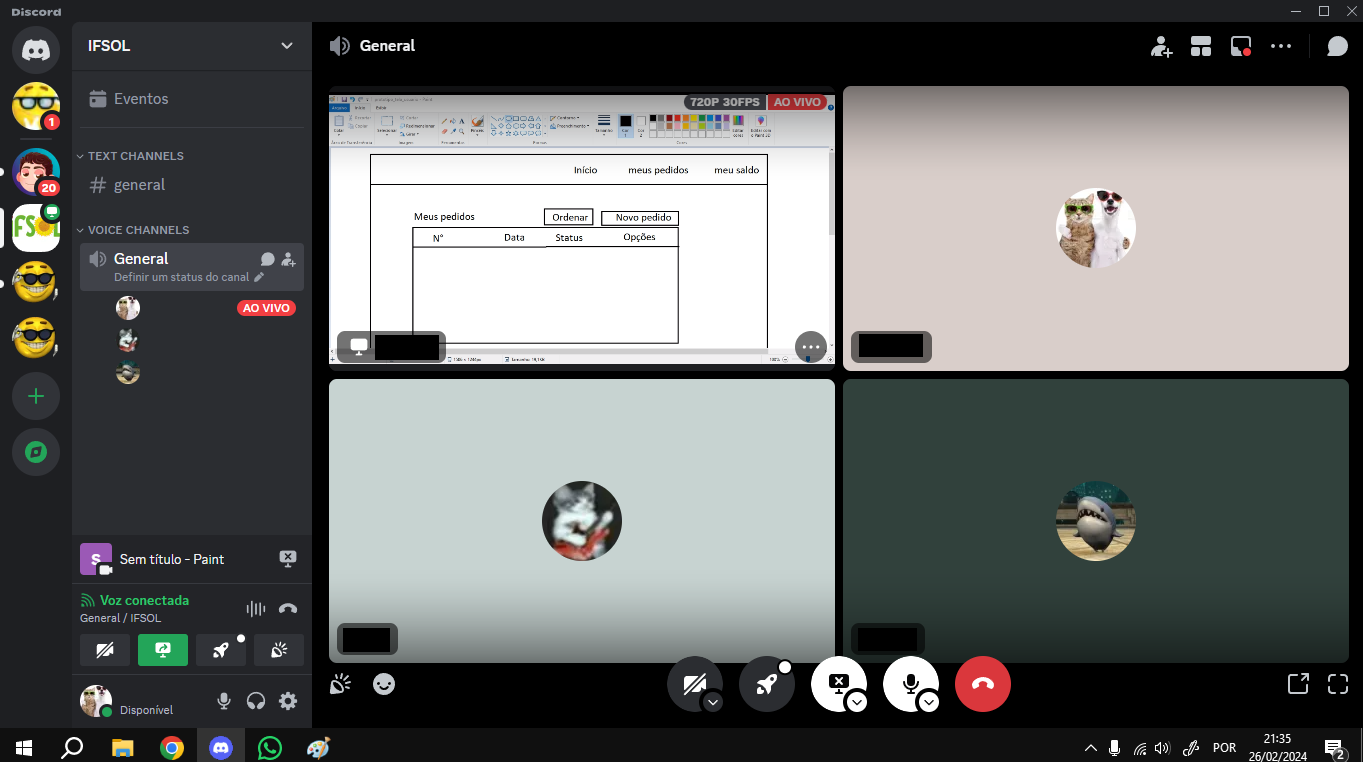 Discord
IFSOL
General
Eventos
1
TEXT CHANNELS
20
general
IFSOL
VOICE CHANNELS
General
Definir um status do canal
AO VIVO
720P 30FPS
AO VIVO
Início
meus pedidos
meu saldo
Meus pedidos
Ordenar
Novo pedido
N°
Data
Status
Opções
S
Sem título - Paint
Voz conectada
General / IFSOL
Disponível
POR
21:35
26/02/2024
2